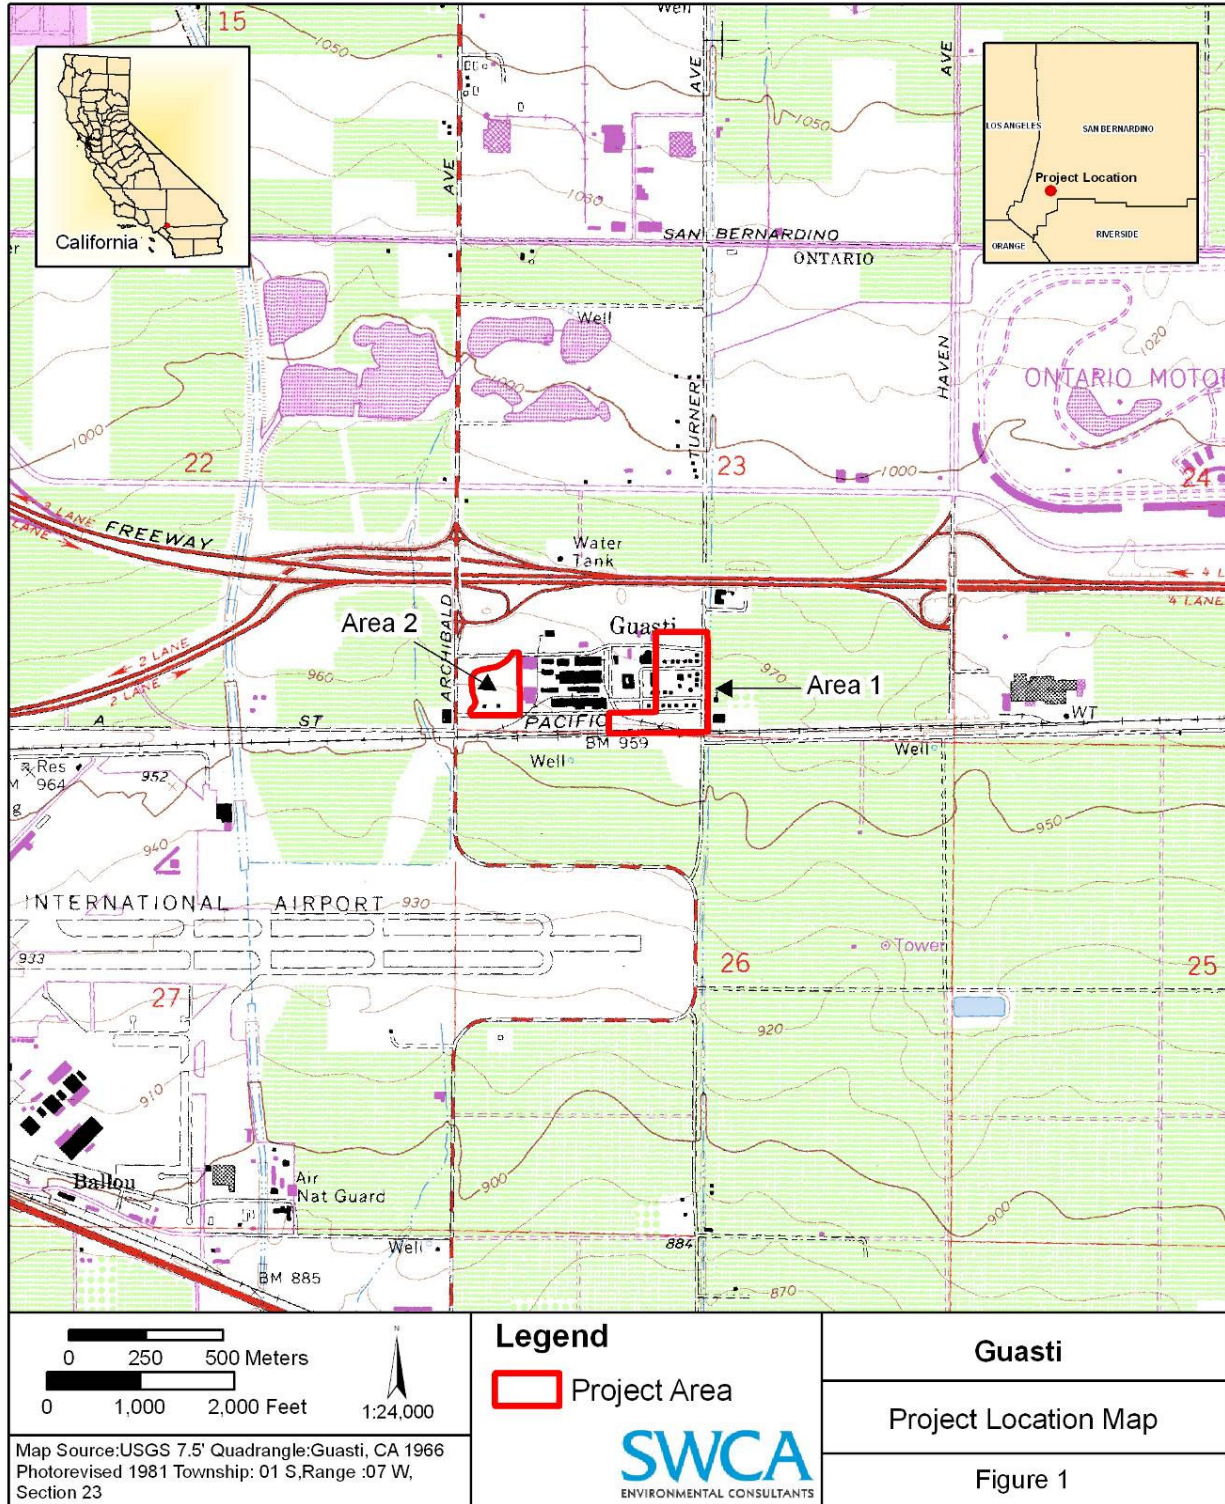 15
Well
1050
AVE
AVE
AVE
1050
1030
California
LOS ANGELES
SAN BERNARDINO
Project Location
ORANGE
RIVERSIDE
SAN BERNARDINO
ONTARIO
Well
1020
HAVEN
ONTARIO MOTOR
1000
1000
TURNER
22
23
1000
24
2 LANE
LANE
FREEWAY
Water
Tank
4 L
4 LANE
ARCHIBALD
Area 2
Guasti
2 LANE
2 LANE
960
970
Area 1
A ST
PACIFIC
WT
BM 959
Well
Well
Res
964
952
950
940
INTERNATIONAL AIRPORT
930
933
Tower
26
25
27
920
910
Ballou
Air
Nat Guard
900
900
Well
884
BM 885
870
0 250 500 Meters
0 1,000 2,000 Feet
N
1:24,000
Map Source:USGS 7.5' Quadrangle:Guasti, CA 1966
Photorevised 1981 Township: 01 S,Range :07 W,
Section 23
Legend
Project Area
SWCA
ENVIRONMENTAL CONSULTANTS
Guasti
Project Location Map
Figure 1